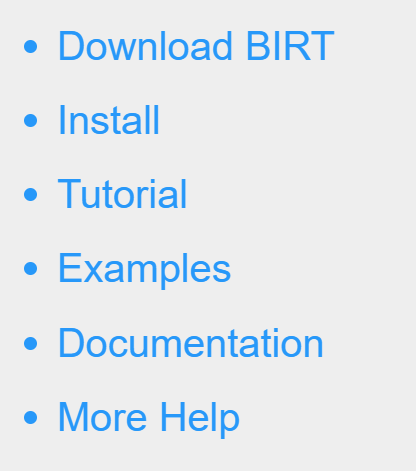 Download BIRT
Install
Tutorial
Examples
Documentation
More Help